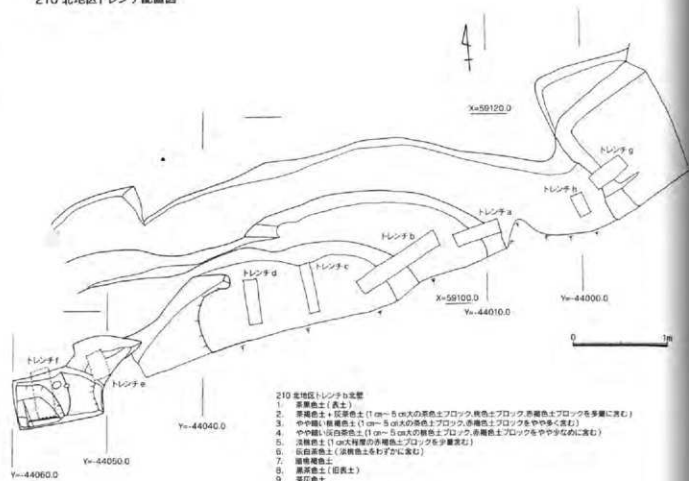 210 北地区トレンチ配置図
X=59120.0
トレンチg
トレンチh
トレンチa
トレンチb
トレンチc
トレンチd
X=59100.0
Y=-44010.0
Y=-44000.0
0 1m
トレンチf
トレンチe
Y=-44040.0
Y=-44050.0
Y=-44060.0
210 北地区トレンチb北壁
1. 茶黒色土(表土)
2. 茶褐色土+灰茶色土(1㎝~5㎝大の茶色土ブロック,桃色土ブロック,赤褐色土ブロックを多量に含む)
3. やや暗い桃褐色土(1㎝~5㎝大の茶色土ブロック,赤褐色土ブロックをやや多く含む)
4. やや暗い灰白茶色土(1㎝~5㎝大の桃色土ブロック,赤褐色土ブロックをやや少なめに含む)
5. 淡桃色土(1㎝大程度の赤褐色土ブロックを少量含む)
6. 灰白茶色土(淡桃色土をわずかに含む)
7. 暗桃褐色土
8. 黒茶色土(旧表土)
9. 茶灰色土